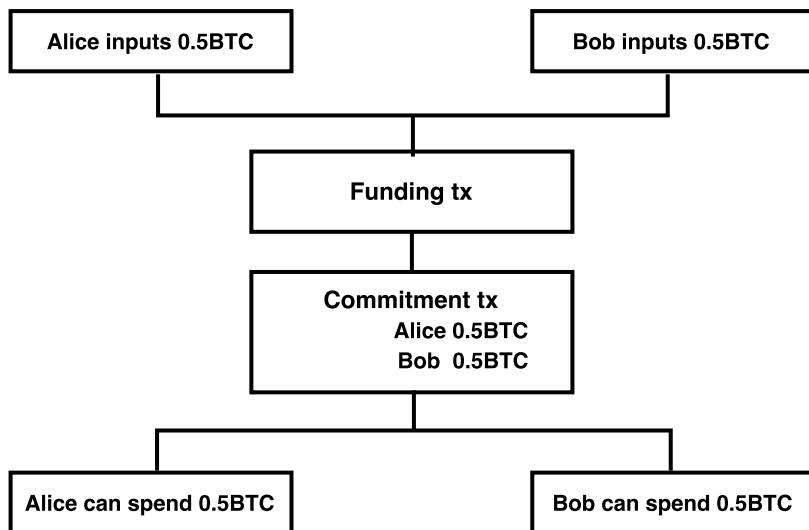 Alice inputs 0.5BTC
Bob inputs 0.5BTC
Funding tx
Commitment tx
Alice 0.5BTC
Bob 0.5BTC
Alice can spend 0.5BTC
Bob can spend 0.5BTC